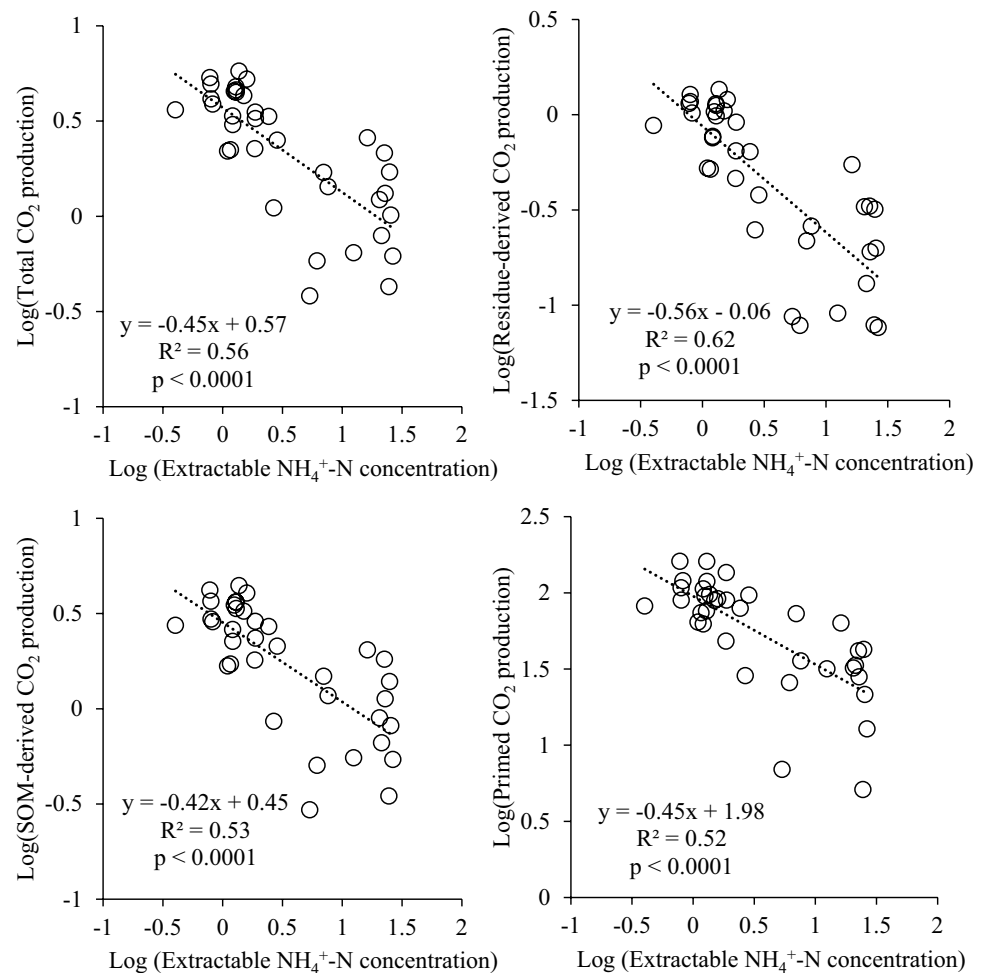 Log(Total CO₂ production)
1
0.5
0
-0.5
-1
-1 -0.5 0 0.5 1 1.5 2
y = -0.45x + 0.57
R² = 0.56
p < 0.0001
Log (Extractable NH₄⁺-N concentration)
Log(Residue-derived CO₂ production)
0.5
0
-0.5
-1
-1.5
-1 -0.5 0 0.5 1 1.5 2
y = -0.56x - 0.06
R² = 0.62
p < 0.0001
Log (Extractable NH₄⁺-N concentration)
Log(SOM-derived CO₂ production)
1
0.5
0
-0.5
-1
-1 -0.5 0 0.5 1 1.5 2
y = -0.42x + 0.45
R² = 0.53
p < 0.0001
Log (Extractable NH₄⁺-N concentration)
Log(Primed CO₂ production)
2.5
2
1.5
1
0.5
0
-1 -0.5 0 0.5 1 1.5 2
y = -0.45x + 1.98
R² = 0.52
p < 0.0001
Log (Extractable NH₄⁺-N concentration)